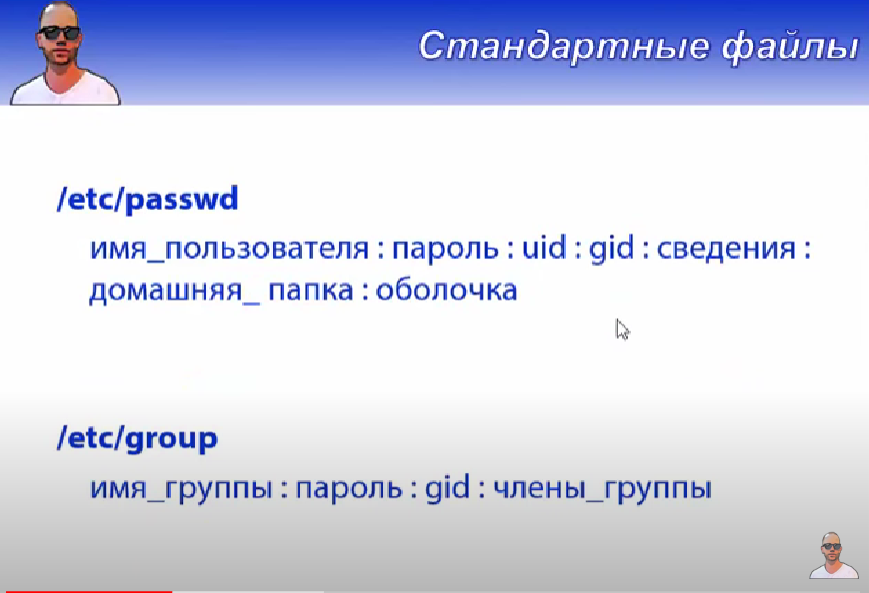 Стандартные файлы
/etc/passwd
имя_пользователя : пароль : uid : gid : сведения :
домашняя_ папка : оболочка
/etc/group
имя_группы : пароль : gid : члены_группы